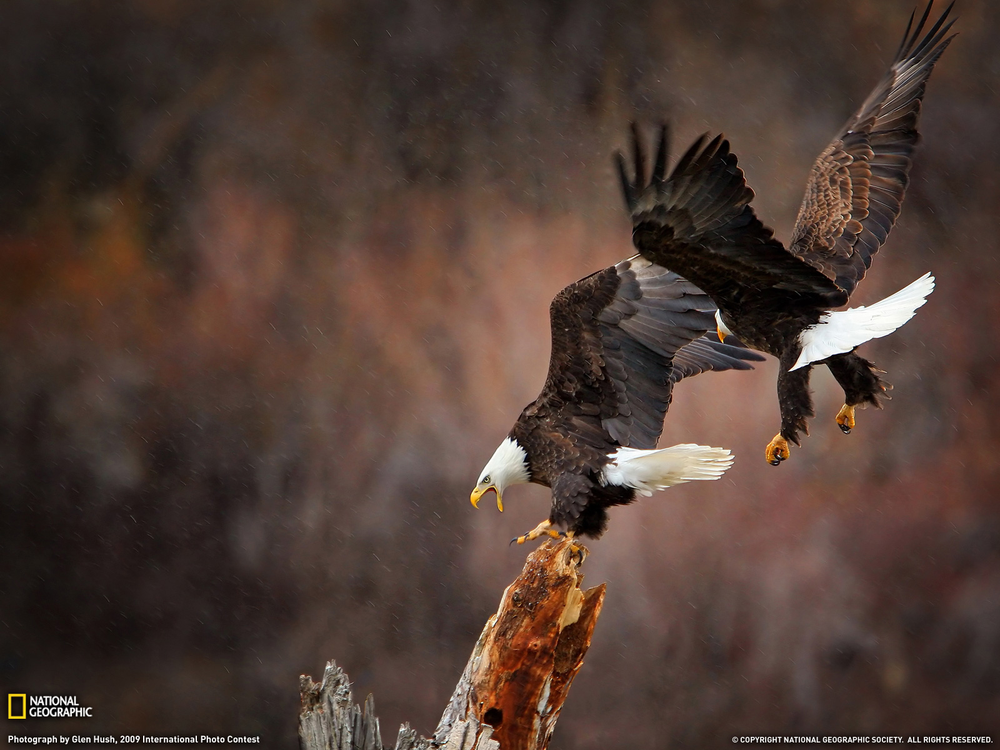 NATIONAL
GEOGRAPHIC
Photograph by Glen Hush, 2009 International Photo Contest
© COPYRIGHT NATIONAL GEOGRAPHIC SOCIETY. ALL RIGHTS RESERVED.